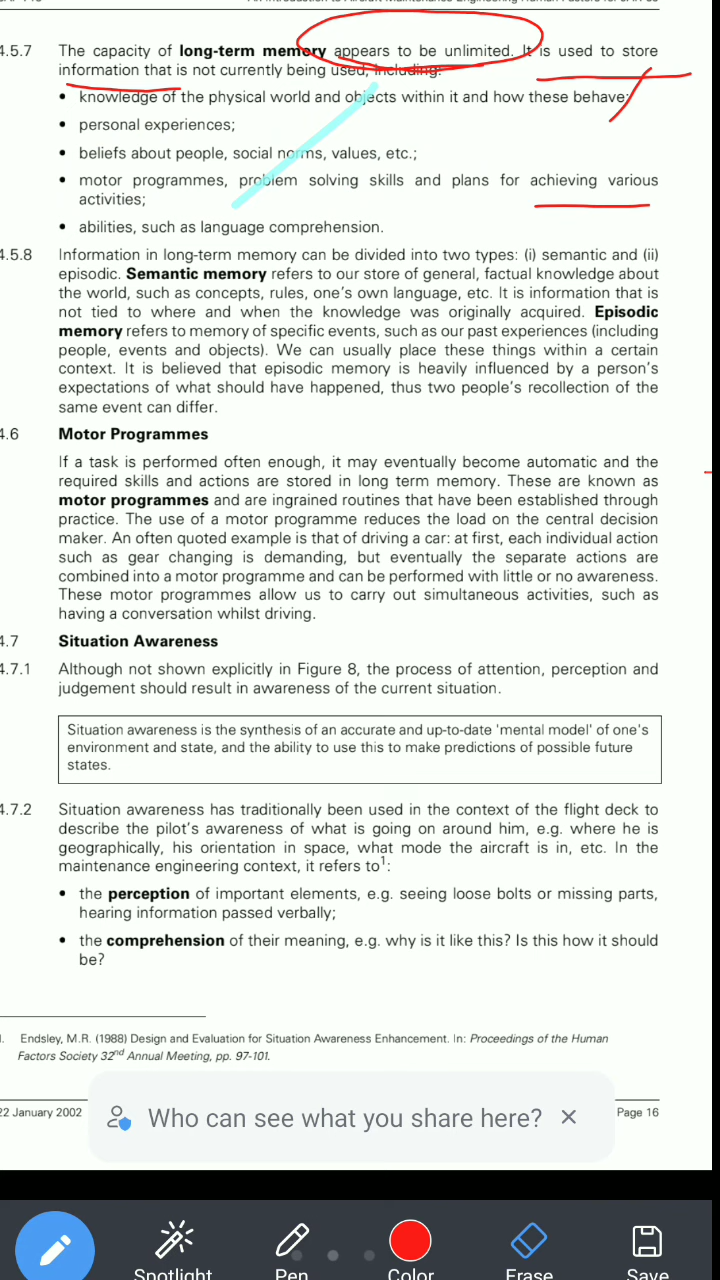 4.5.7 The capacity of long-term memory appears to be unlimited. It is used to store
information that is not currently being used, including:
• knowledge of the physical world and objects within it and how these behave;
• personal experiences;
• beliefs about people, social norms, values, etc.;
• motor programmes, problem solving skills and plans for achieving various
activities;
• abilities, such as language comprehension.
4.5.8 Information in long-term memory can be divided into two types: (i) semantic and (ii)
episodic. Semantic memory refers to our store of general, factual knowledge about
the world, such as concepts, rules, one's own language, etc. It is information that is
not tied to where and when the knowledge was originally acquired. Episodic
memory refers to memory of specific events, such as our past experiences (including
people, events and objects). We can usually place these things within a certain
context. It is believed that episodic memory is heavily influenced by a person's
expectations of what should have happened, thus two people's recollection of the
same event can differ.
4.6 Motor Programmes
If a task is performed often enough, it may eventually become automatic and the
required skills and actions are stored in long term memory. These are known as
motor programmes and are ingrained routines that have been established through
practice. The use of a motor programme reduces the load on the central decision
maker. An often quoted example is that of driving a car: at first, each individual action
such as gear changing is demanding, but eventually the separate actions are
combined into a motor programme and can be performed with little or no awareness.
These motor programmes allow us to carry out simultaneous activities, such as
having a conversation whilst driving.
4.7 Situation Awareness
4.7.1 Although not shown explicitly in Figure 8, the process of attention, perception and
judgement should result in awareness of the current situation.
Situation awareness is the synthesis of an accurate and up-to-date 'mental model' of one's
environment and state, and the ability to use this to make predictions of possible future
states.
4.7.2 Situation awareness has traditionally been used in the context of the flight deck to
describe the pilot's awareness of what is going on around him, e.g. where he is
geographically, his orientation in space, what mode the aircraft is in, etc. In the
maintenance engineering context, it refers to1:
• the perception of important elements, e.g. seeing loose bolts or missing parts,
hearing information passed verbally;
• the comprehension of their meaning, e.g. why is it like this? Is this how it should
be?
Endsley, M.R. (1988) Design and Evaluation for Situation Awareness Enhancement. In: Proceedings of the Human
Factors Society 32nd Annual Meeting, pp. 97-101.
22 January 2002 Page 16
Who can see what you share here? ×
Spotlight Pen Color Erase Save